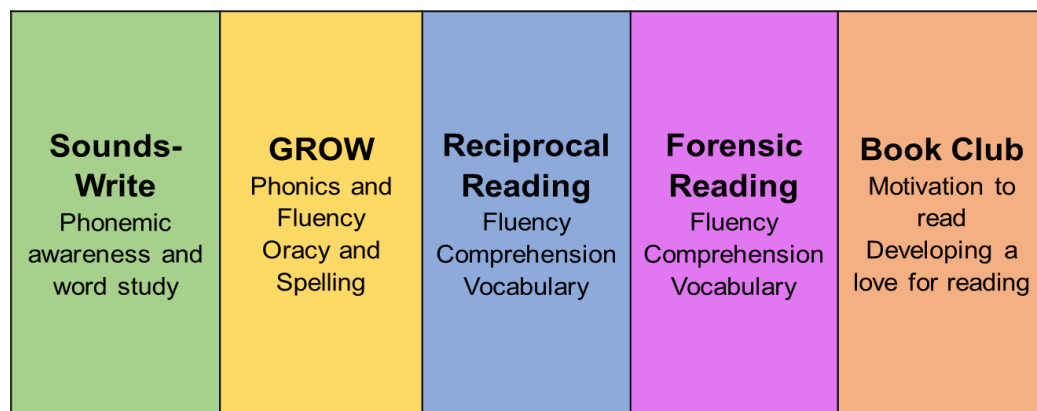 Sounds-
Write
Phonemic
awareness and
word study
GROW
Phonics and
Fluency
Oracy and
Spelling
Reciprocal
Reading
Fluency
Comprehension
Vocabulary
Forensic
Reading
Fluency
Comprehension
Vocabulary
Book Club
Motivation to
read
Developing a
love for reading